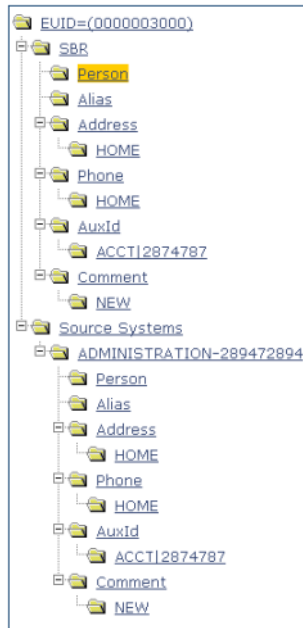 EUID=(0000003000)
SBR
Person
Alias
Address
HOME
Phone
HOME
AuxId
ACCT|2874787
Comment
NEW
Source Systems
ADMINISTRATION-289472894
Person
Alias
Address
HOME
Phone
HOME
AuxId
ACCT|2874787
Comment
NEW